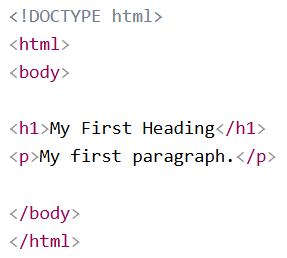 <!DOCTYPE html>
<html>
<body>

<h1>My First Heading</h1>
<p>My first paragraph.</p>

</body>
</html>